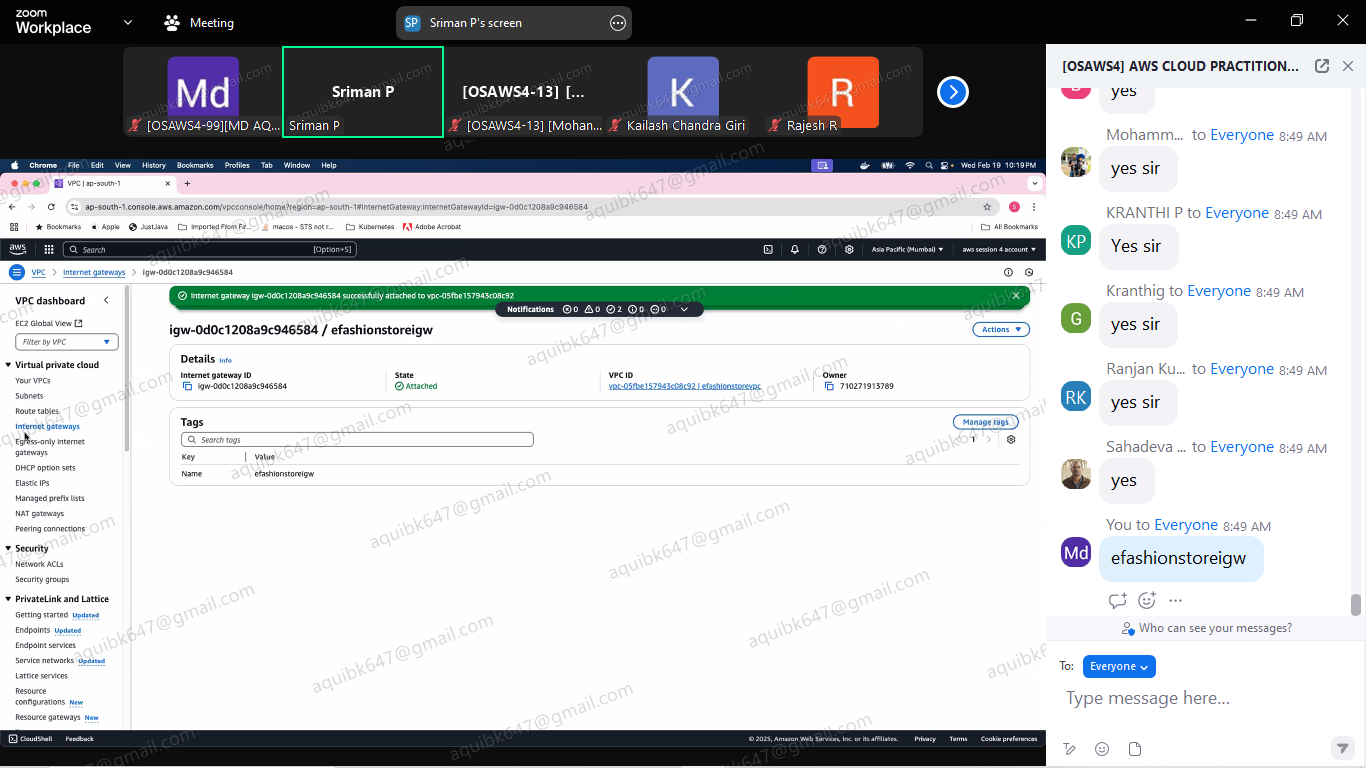 zoom
Workplace
Meeting
SP
Sriman P's screen
Md
[OSAWS4-99][MD AQ...
Sriman P
Sriman P
[OSAWS4-13] [...
[OSAWS4-13] [Mohan...
K
Kailash Chandra Giri
R
Rajesh R
Chrome File Edit View History Bookmarks Profiles Tab Window Help
Wed Feb 19 10:19 PM
VPC | ap-south-1
ap-south-1.console.aws.amazon.com/vpcconsole/home?region=ap-south-1#InternetGateway:internetGatewayId=igw-0d0c1208a9c946584
S
Bookmarks Apple JustJava Imported From Fir... macos - STS not r... Kubernetes Adobe Acrobat All Bookmarks
aws
Search [Option+S]
Asia Pacific (Mumbai)
aws session 4 account
VPC > Internet gateways > igw-0d0c1208a9c946584
VPC dashboard
EC2 Global View
Filter by VPC
Virtual private cloud
Your VPCs
Subnets
Route tables
Internet gateways
Egress-only internet
gateways
DHCP option sets
Elastic IPs
Managed prefix lists
NAT gateways
Peering connections
Security
Network ACLs
Security groups
PrivateLink and Lattice
Getting started Updated
Endpoints Updated
Endpoint services
Service networks Updated
Lattice services
Resource
configurations New
Resource gateways New
Internet gateway igw-0d0c1208a9c946584 successfully attached to vpc-05fbe157943c08c92
Notifications 0 0 2 0 0
igw-0d0c1208a9c946584 / efashionstoreigw
Actions
Details Info
Internet gateway ID
igw-0d0c1208a9c946584
State
Attached
VPC ID
vpc-05fbe157943c08c92 | efashionstorevpc
Owner
710271913789
Tags
Manage tags
Search tags
1
Key Value
Name efashionstoreigw
CloudShell Feedback
© 2025, Amazon Web Services, Inc. or its affiliates. Privacy Terms Cookie preferences
aquibk647@gmail.com
[OSAWS4] AWS CLOUD PRACTITION...
yes
Mohamm... to Everyone 8:49 AM
yes sir
KRANTHI P to Everyone 8:49 AM
KP
Yes sir
Kranthig to Everyone 8:49 AM
G
yes sir
Ranjan Ku... to Everyone 8:49 AM
RK
yes sir
Sahadeva ... to Everyone 8:49 AM
yes
You to Everyone 8:49 AM
Md
efashionstoreigw
Who can see your messages?
To: Everyone
Type message here...